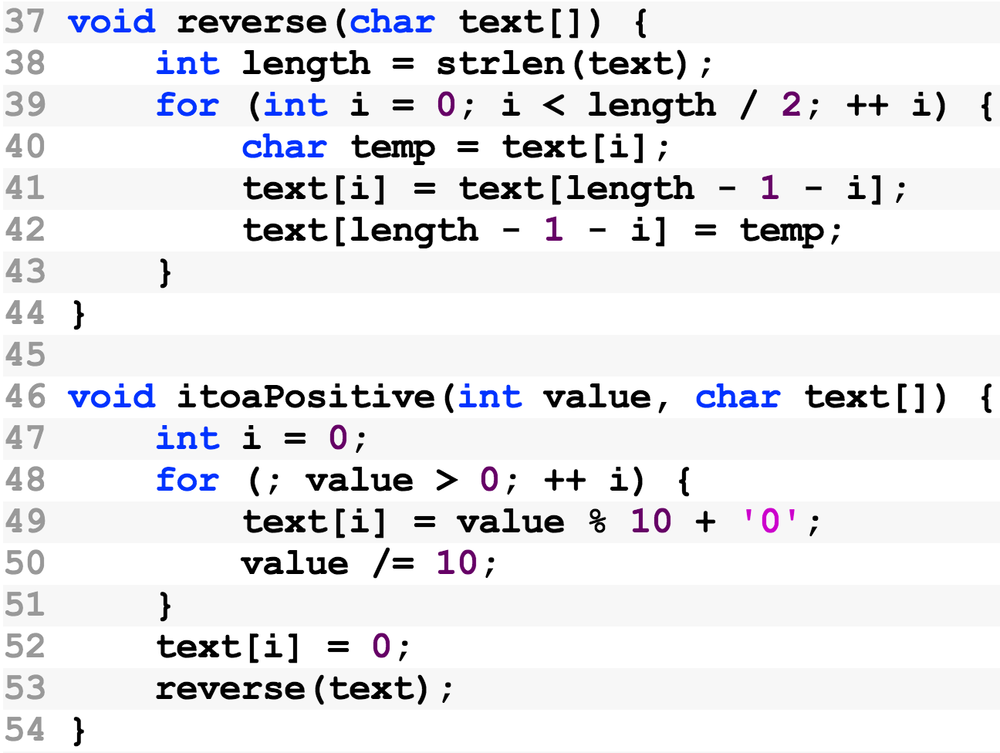 37 void reverse(char text[]) {
38     int length = strlen(text);
39     for (int i = 0; i < length / 2; ++ i) {
40         char temp = text[i];
41         text[i] = text[length - 1 - i];
42         text[length - 1 - i] = temp;
43     }
44 }
45
46 void itoaPositive(int value, char text[]) {
47     int i = 0;
48     for (; value > 0; ++ i) {
49         text[i] = value % 10 + '0';
50         value /= 10;
51     }
52     text[i] = 0;
53     reverse(text);
54 }